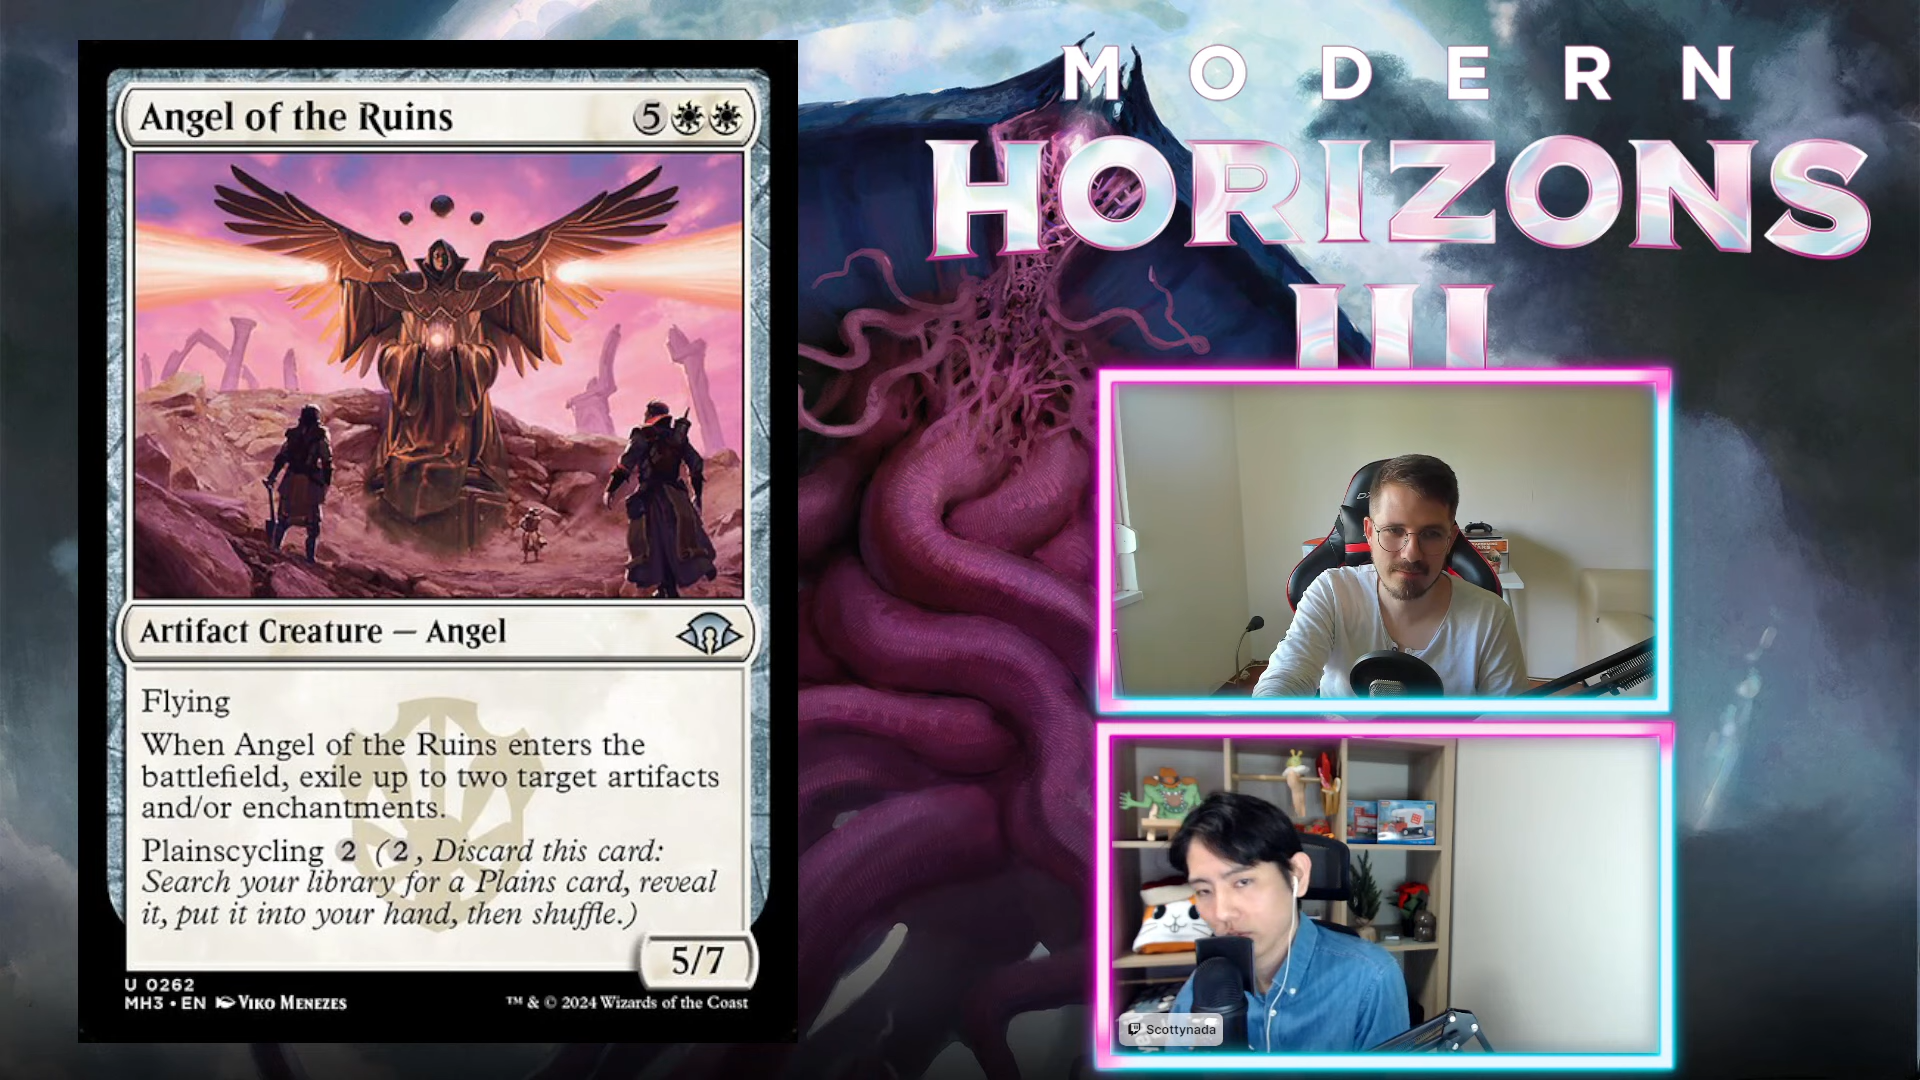 Angel of the Ruins 5
Artifact Creature — Angel
Flying
When Angel of the Ruins enters the
battlefield, exile up to two target artifacts
and/or enchantments.
Plainscycling 2 (2, Discard this card:
Search your library for a Plains card, reveal
it, put it into your hand, then shuffle.)
5/7
U 0262
MH3 • EN VIKO MENEZES
™ & © 2024 Wizards of the Coast
MODERN
HORIZONS
III
Scottynada